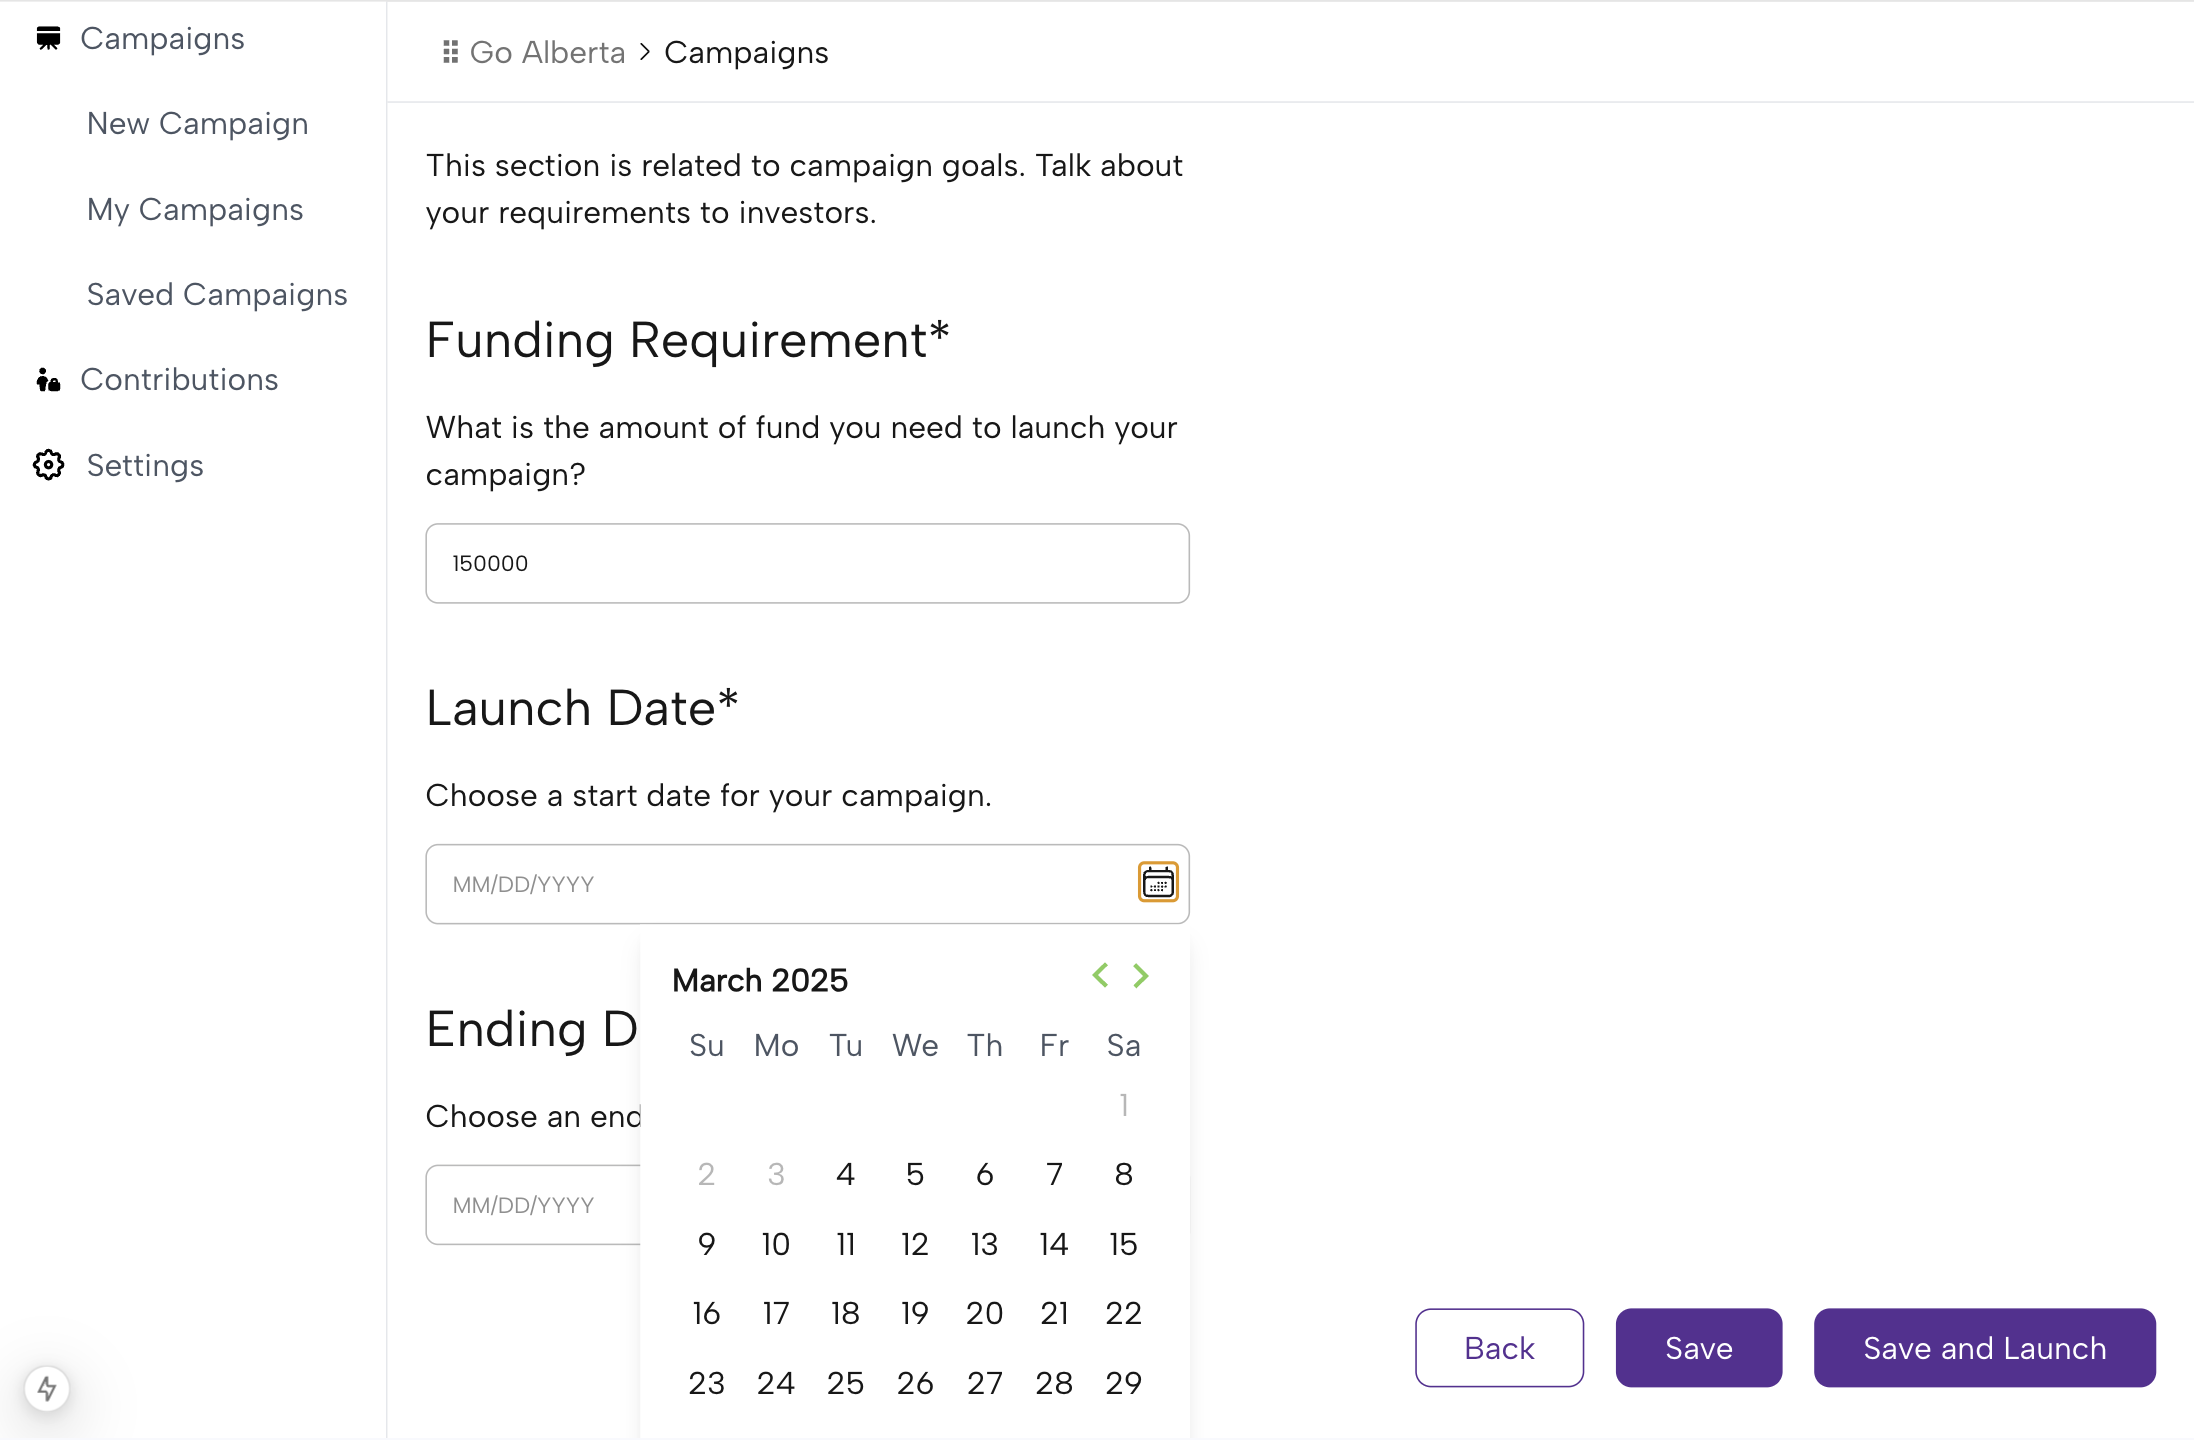 Campaigns
New Campaign
My Campaigns
Saved Campaigns
Contributions
Settings
Go Alberta > Campaigns
This section is related to campaign goals. Talk about
your requirements to investors.
Funding Requirement*
What is the amount of fund you need to launch your
campaign?
150000
Launch Date*
Choose a start date for your campaign.
MM/DD/YYYY
March 2025
Su Mo Tu We Th Fr Sa
1
2 3 4 5 6 7 8
9 10 11 12 13 14 15
16 17 18 19 20 21 22
23 24 25 26 27 28 29
Ending D
Choose an end
MM/DD/YYYY
Back Save Save and Launch